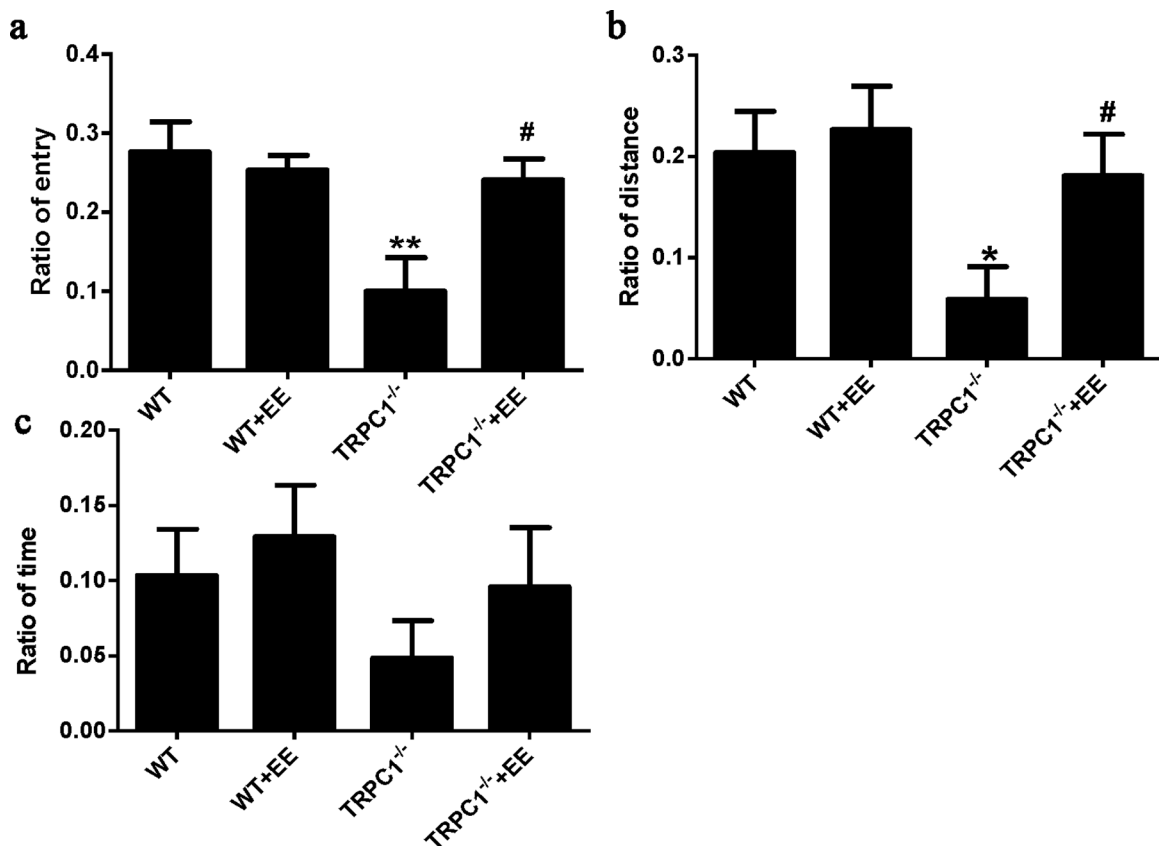 a
Ratio of entry
0.4
0.3
0.2
0.1
0.0
**
#
WT
WT+EE
TRPC1-/-
TRPC1-/-+EE
b
Ratio of distance
0.3
0.2
0.1
0.0
*
#
WT
WT+EE
TRPC1-/-
TRPC1-/-+EE
c
Ratio of time
0.20
0.15
0.10
0.05
0.00
WT
WT+EE
TRPC1-/-
TRPC1-/-+EE